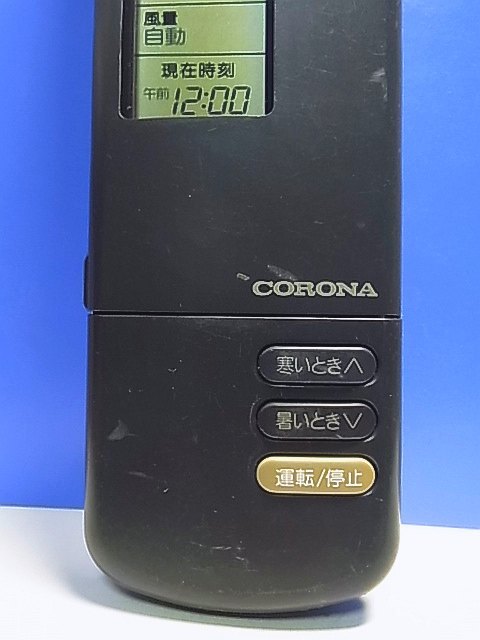 風量
自動
現在時刻
午前 12:00
CORONA
寒いとき∧
暑いとき∨
運転/停止